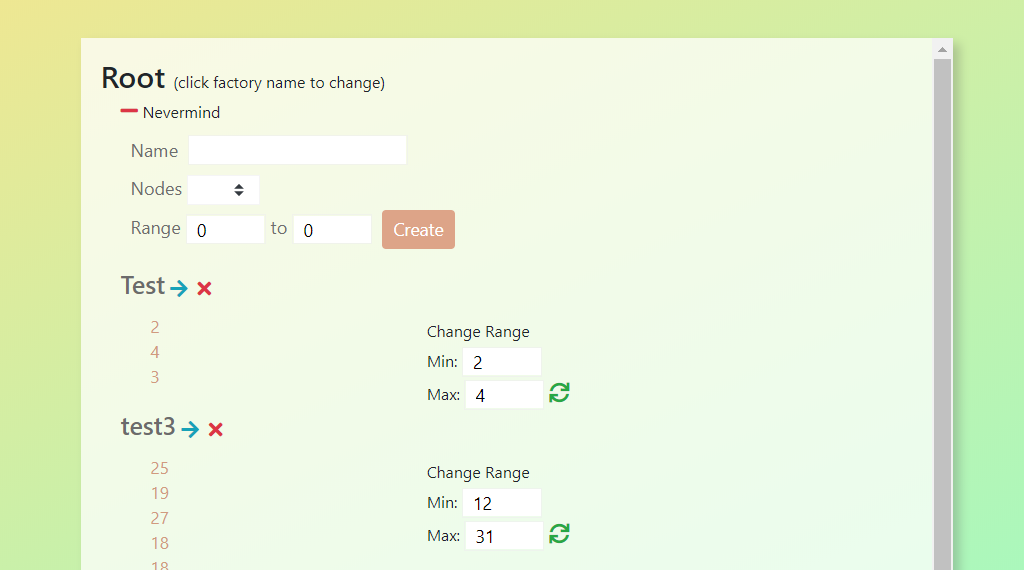 Root (click factory name to change)
Nevermind
Name
Nodes
Range 0 to 0 Create
Test
2
4
3
Change Range
Min: 2
Max: 4
test3
25
19
27
18
18
Change Range
Min: 12
Max: 31